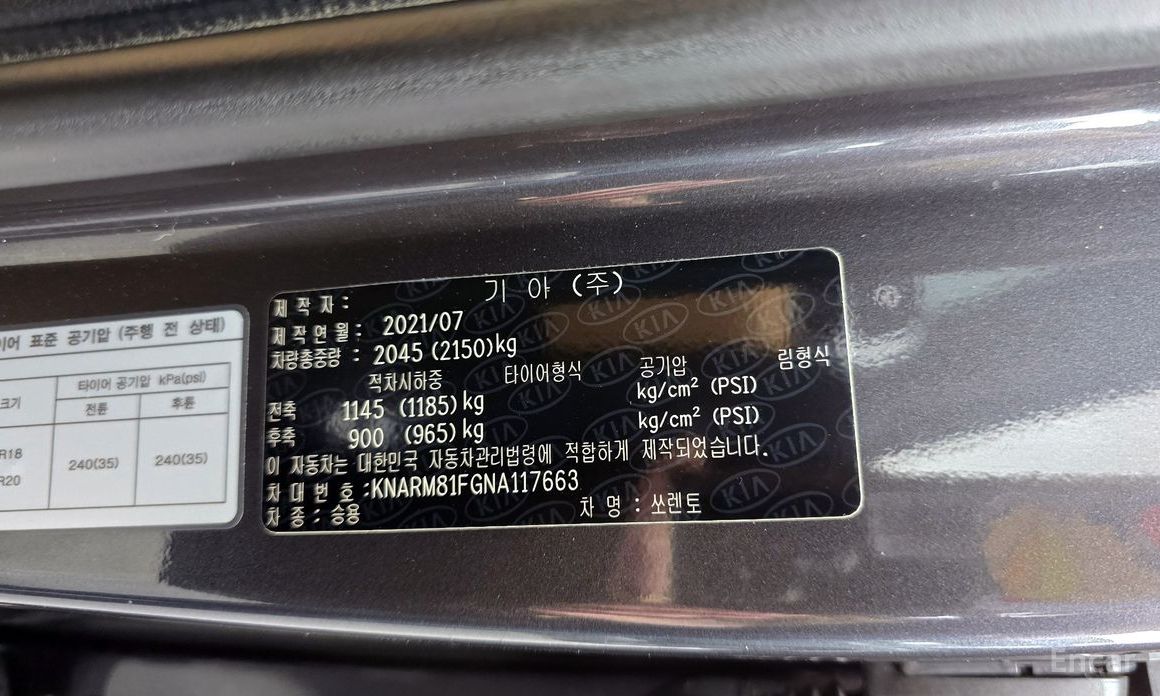 이어 표준 공기압 (주행 전 상태)
타이어 공기압 kPa(psi)
크기
전륜 후륜
R18
R20
240(35) 240(35)
제 작 자 : 기 아 (주)
제 작 연 월 : 2021/07
차량총중량 : 2045 (2150)kg
적차시하중 타이어형식 공기압 림형식
전축 1145 (1185) kg kg/cm² (PSI)
후축 900 (965) kg kg/cm² (PSI)
이 자동차는 대한민국 자동차관리법령에 적합하게 제작되었습니다.
차 대 번 호 :KNARM81FGNA117663
차 종 : 승용 차 명 : 쏘렌토
Encar